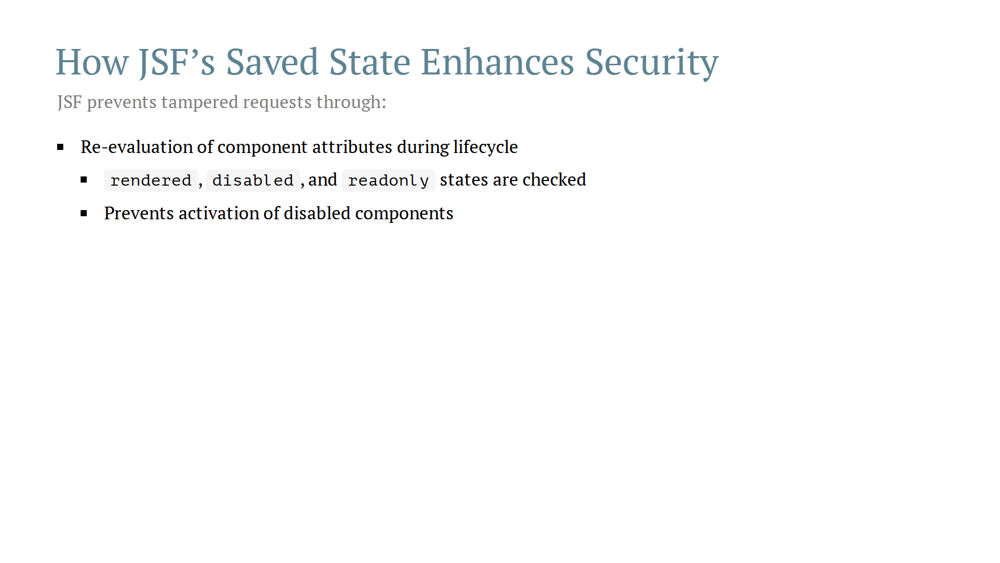 How JSF’s Saved State Enhances Security
JSF prevents tampered requests through:
Re-evaluation of component attributes during lifecycle
rendered, disabled, and readonly states are checked
Prevents activation of disabled components